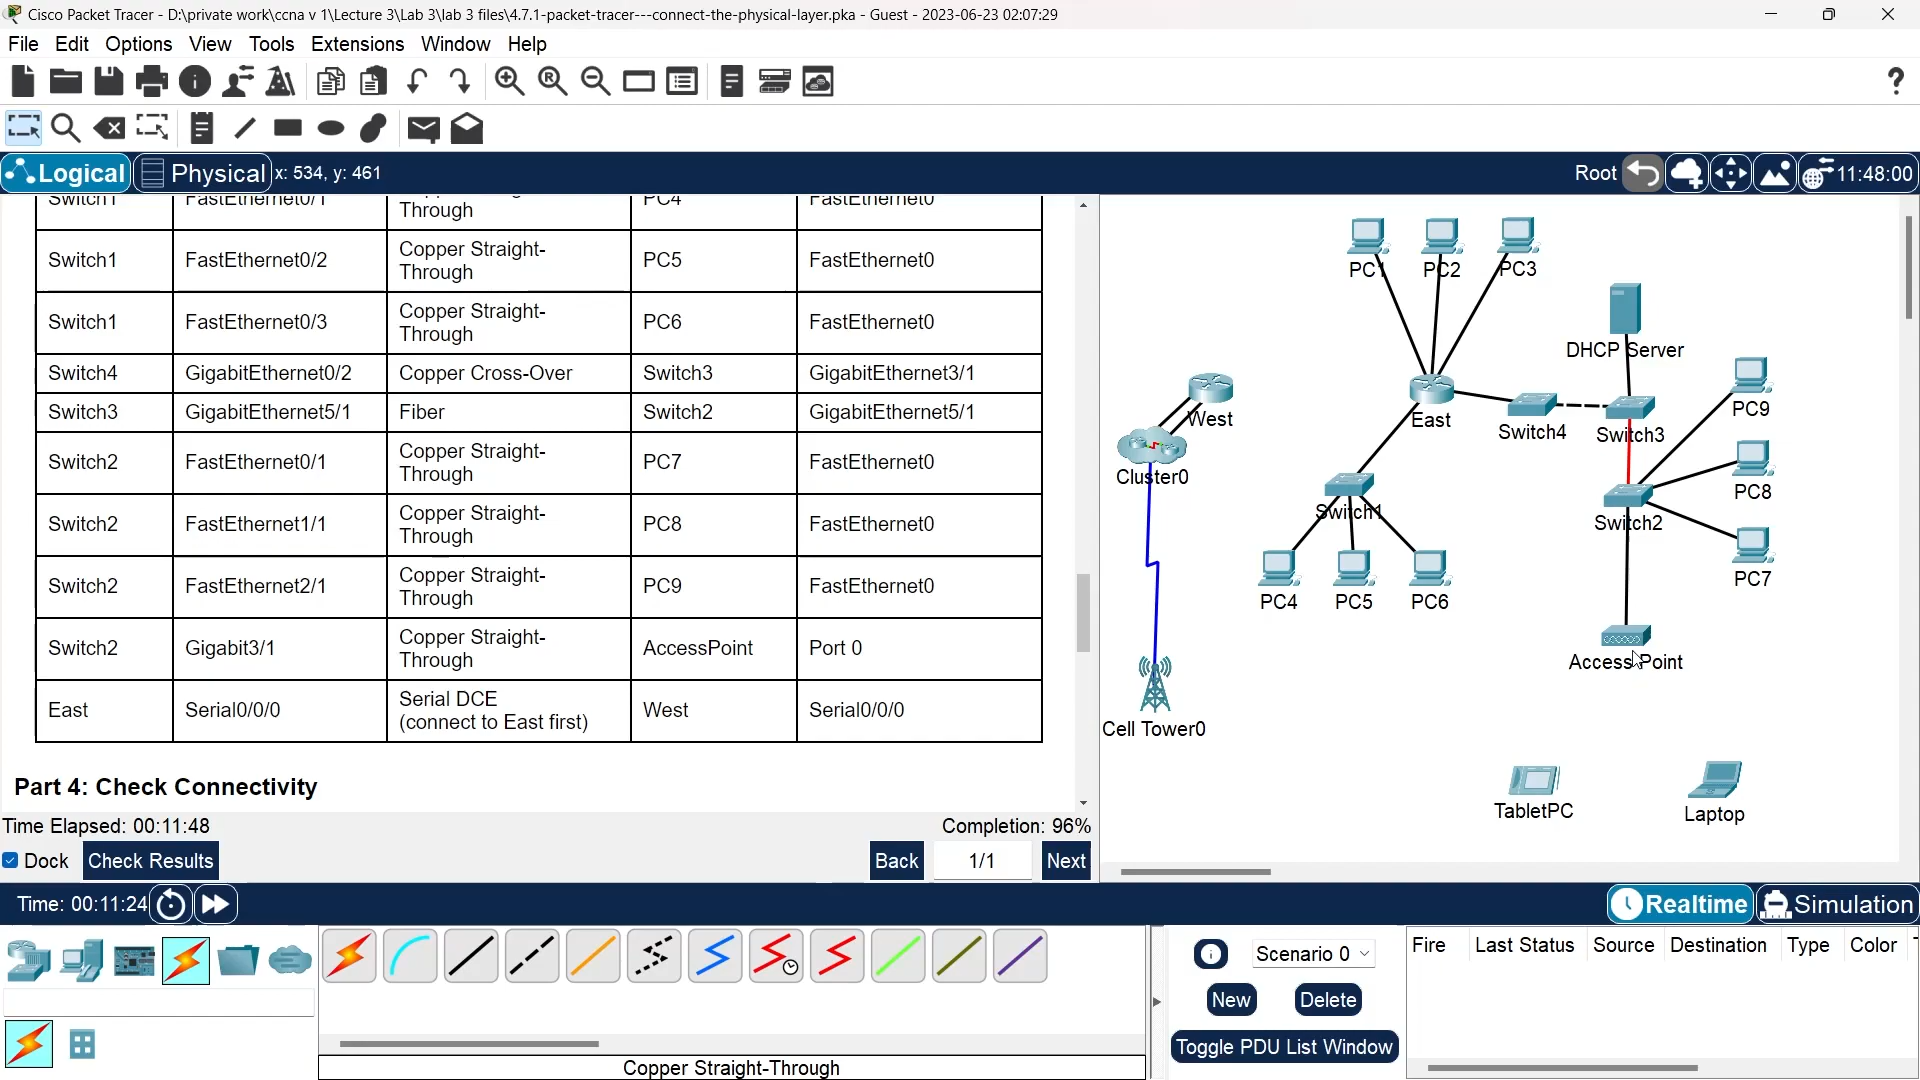 Cisco Packet Tracer - D:\private work\ccna v 1\Lecture 3\Lab 3\lab 3 files\4.7.1-packet-tracer---connect-the-physical-layer.pka - Guest - 2023-06-23 02:07:29
File Edit Options View Tools Extensions Window Help
Logical Physical x: 534, y: 461
Root 11:48:00
Switch1 FastEthernet0/1 Through PC4 FastEthernet0
Switch1 FastEthernet0/2 Copper Straight-
Through PC5 FastEthernet0
Switch1 FastEthernet0/3 Copper Straight-
Through PC6 FastEthernet0
Switch4 GigabitEthernet0/2 Copper Cross-Over Switch3 GigabitEthernet3/1
Switch3 GigabitEthernet5/1 Fiber Switch2 GigabitEthernet5/1
Switch2 FastEthernet0/1 Copper Straight-
Through PC7 FastEthernet0
Switch2 FastEthernet1/1 Copper Straight-
Through PC8 FastEthernet0
Switch2 FastEthernet2/1 Copper Straight-
Through PC9 FastEthernet0
Switch2 Gigabit3/1 Copper Straight-
Through AccessPoint Port 0
East Serial0/0/0 Serial DCE
(connect to East first) West Serial0/0/0
Part 4: Check Connectivity
Time Elapsed: 00:11:48 Completion: 96%
Dock Check Results Back 1/1 Next
PC1 PC2 PC3
DHCP Server
PC9
West East Switch4 Switch3
Cluster0 PC8
Switch1 Switch2
PC7
PC4 PC5 PC6
Access Point
Cell Tower0
TabletPC Laptop
Time: 00:11:24 Realtime Simulation
Scenario 0
New Delete
Toggle PDU List Window
Fire Last Status Source Destination Type Color
Copper Straight-Through